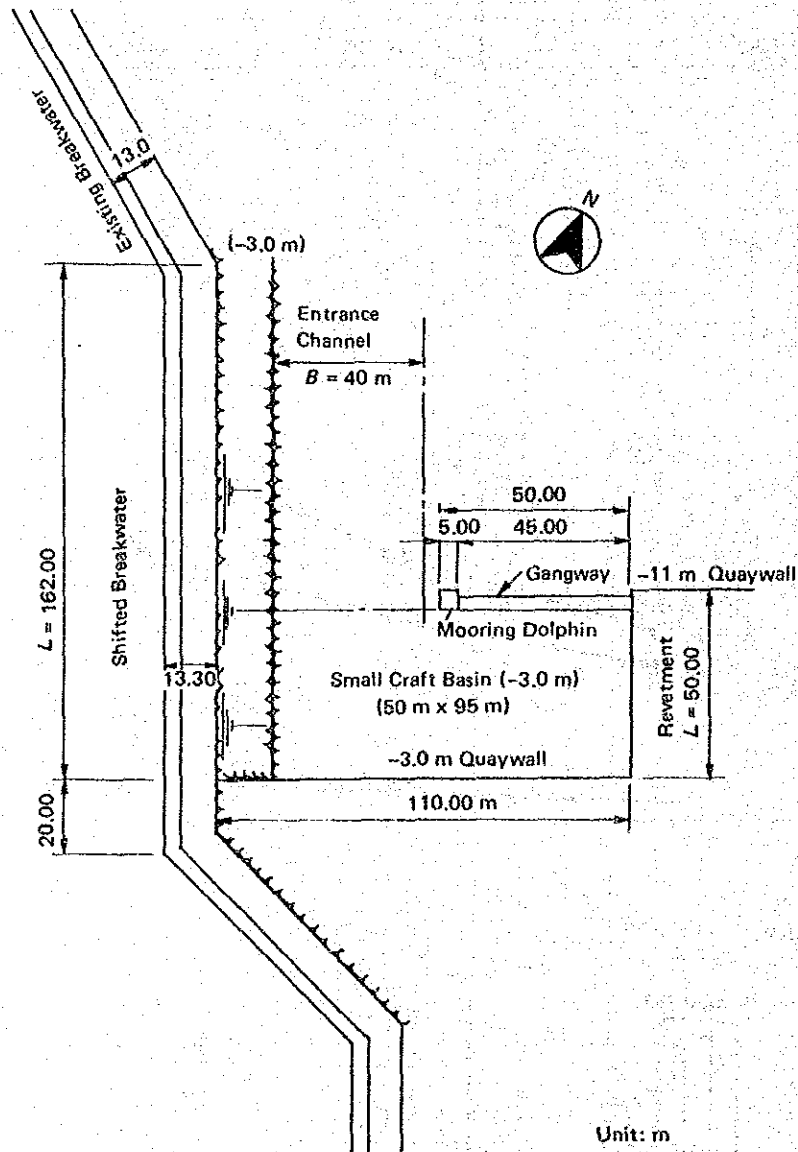 Existing Breakwater
13.0
N
(-3.0 m)
Entrance
Channel
B = 40 m
L = 162.00
Shifted Breakwater
50.00
5.00 45.00
Gangway
-11 m Quaywall
Mooring Dolphin
13.30
Small Craft Basin (-3.0 m)
(50 m x 95 m)
Revetment
L = 50.00
-3.0 m Quaywall
110.00 m
20.00
Unit: m